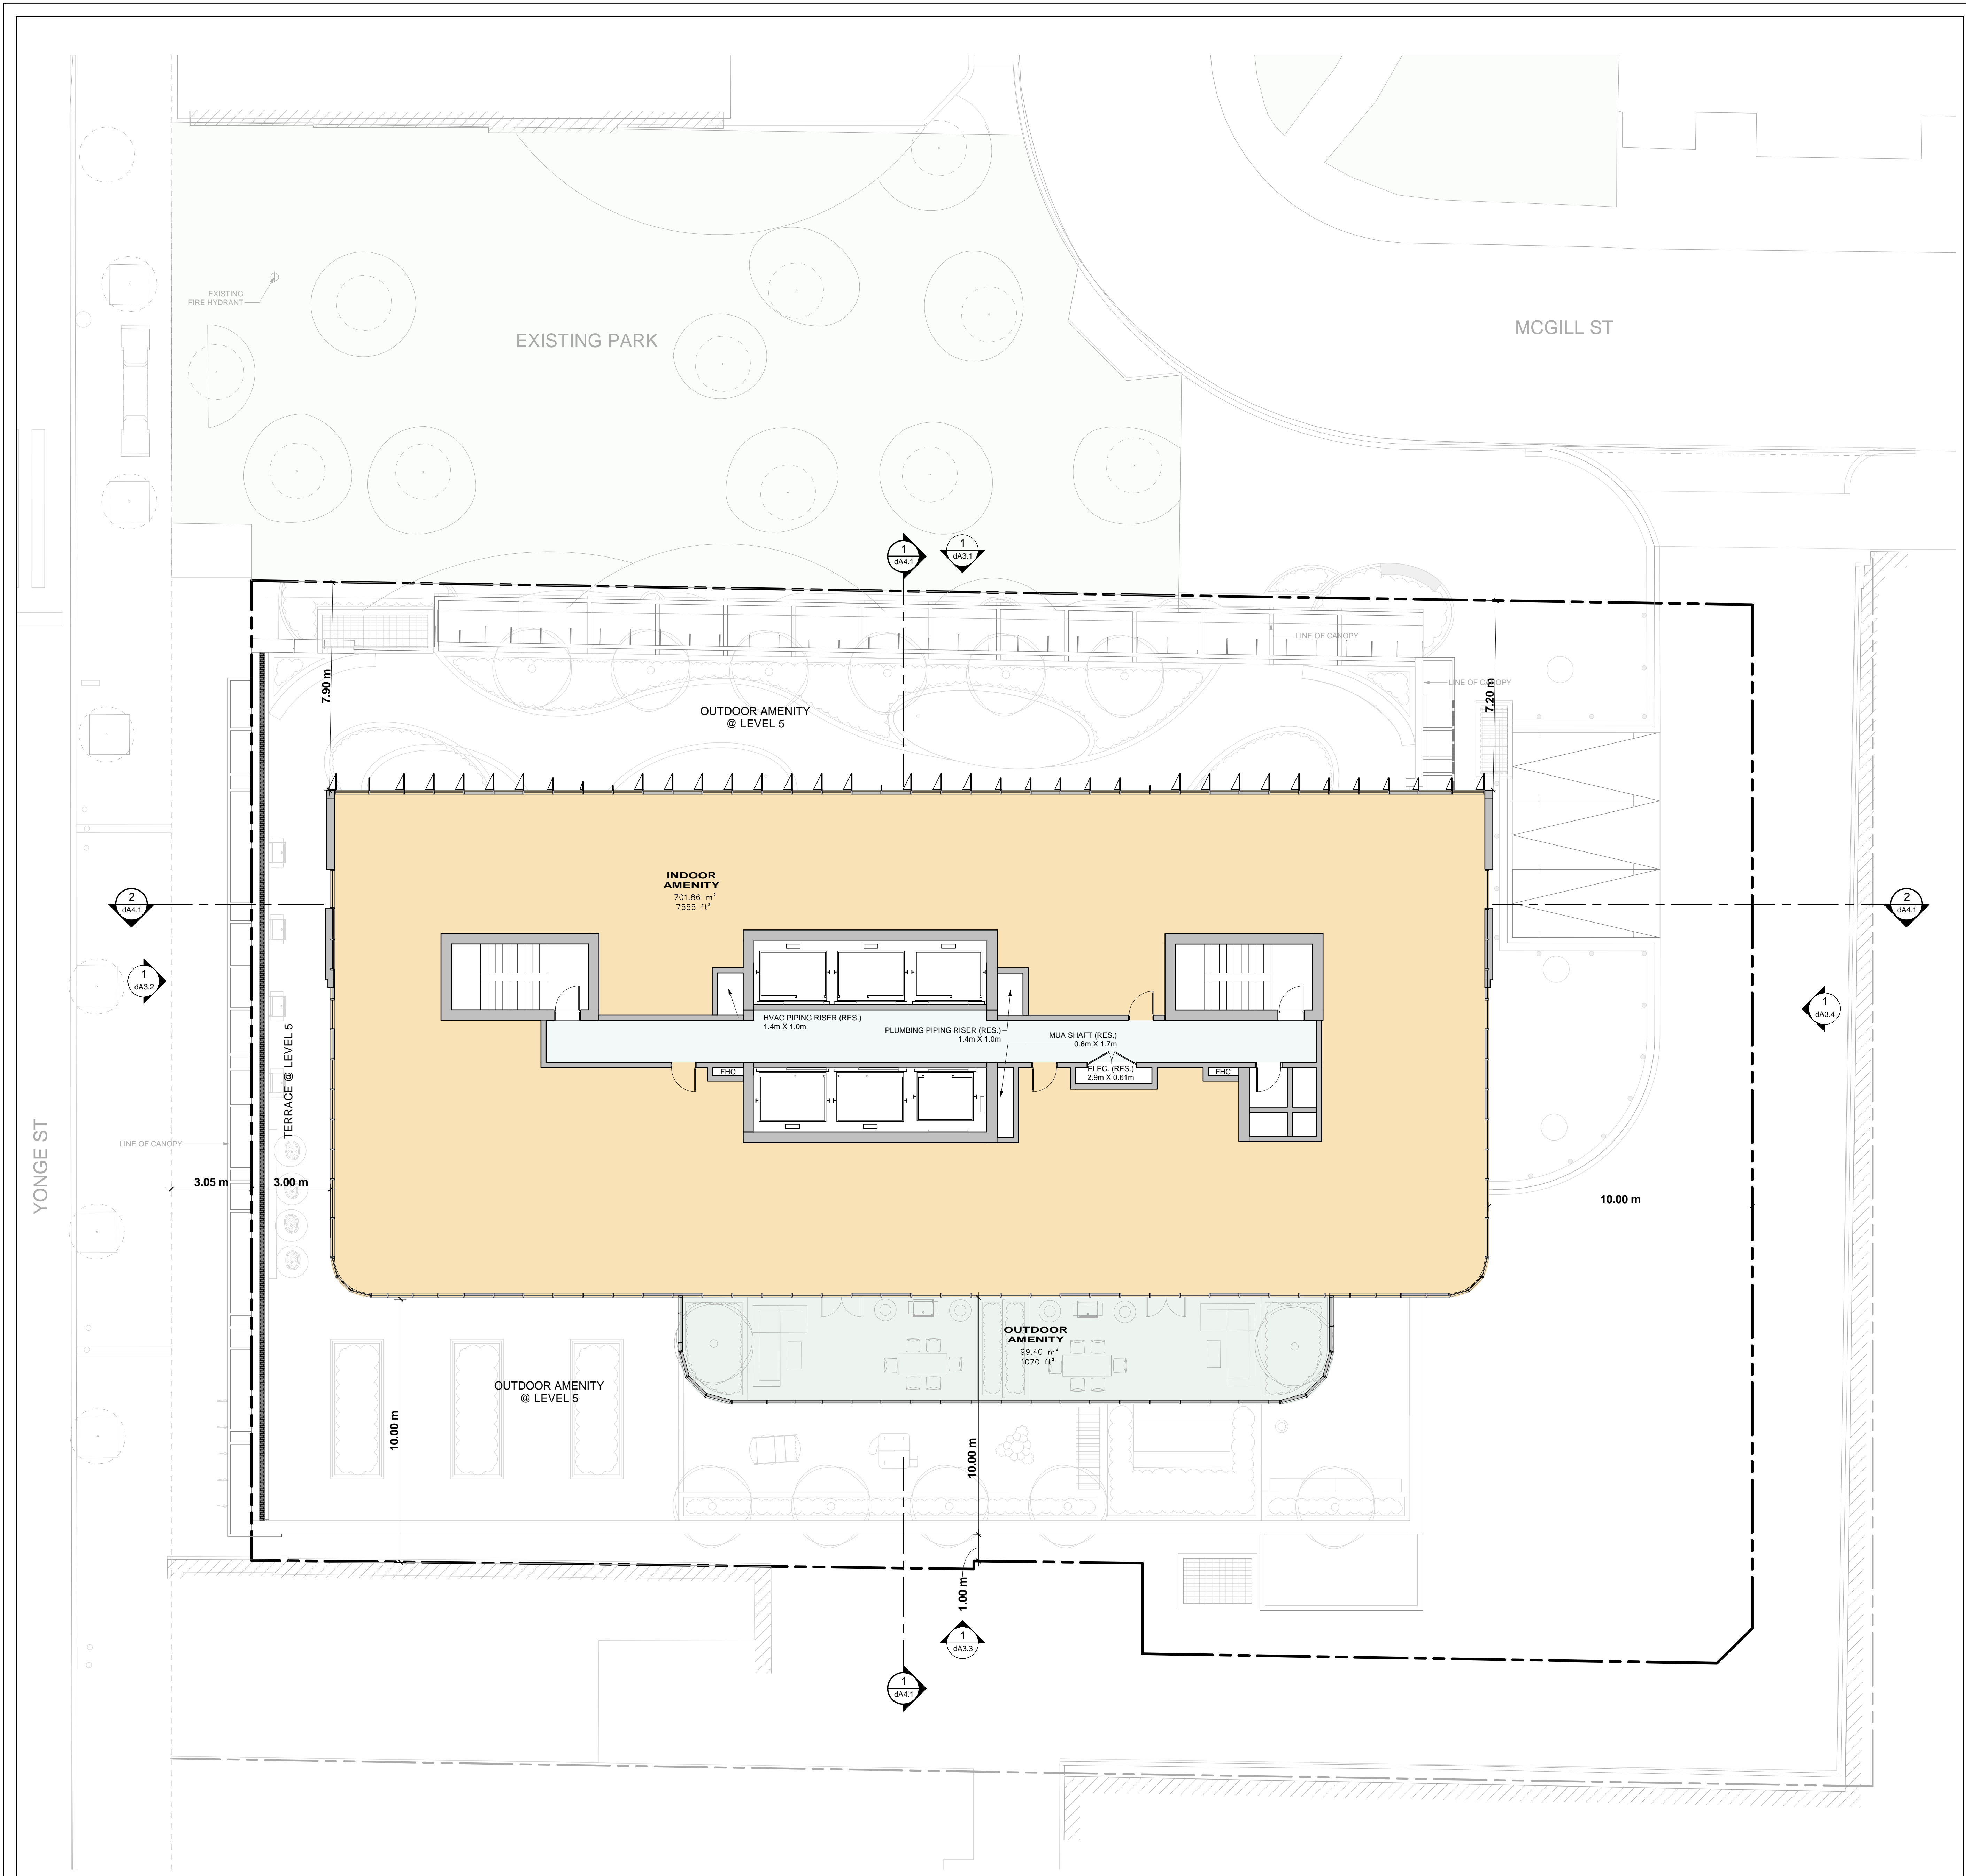 EXISTING
FIRE HYDRANT
EXISTING PARK
MCGILL ST
1
dA4.1
1
dA3.1
LINE OF CANOPY
LINE OF CANOPY
7.90 m
7.20 m
OUTDOOR AMENITY
@ LEVEL 5
INDOOR
AMENITY
701.86 m²
7555 ft²
2
dA4.1
2
dA4.1
1
dA3.2
1
dA3.4
HVAC PIPING RISER (RES.)
1.4m X 1.0m
PLUMBING PIPING RISER (RES.)
1.4m X 1.0m
MUA SHAFT (RES.)
0.6m X 1.7m
FHC
ELEC. (RES.)
2.9m X 0.61m
FHC
TERRACE @ LEVEL 5
YONGE ST
LINE OF CANOPY
3.05 m
3.00 m
10.00 m
OUTDOOR
AMENITY
99.40 m²
1070 ft²
OUTDOOR AMENITY
@ LEVEL 5
10.00 m
10.00 m
1.00 m
1
dA3.3
1
dA4.1